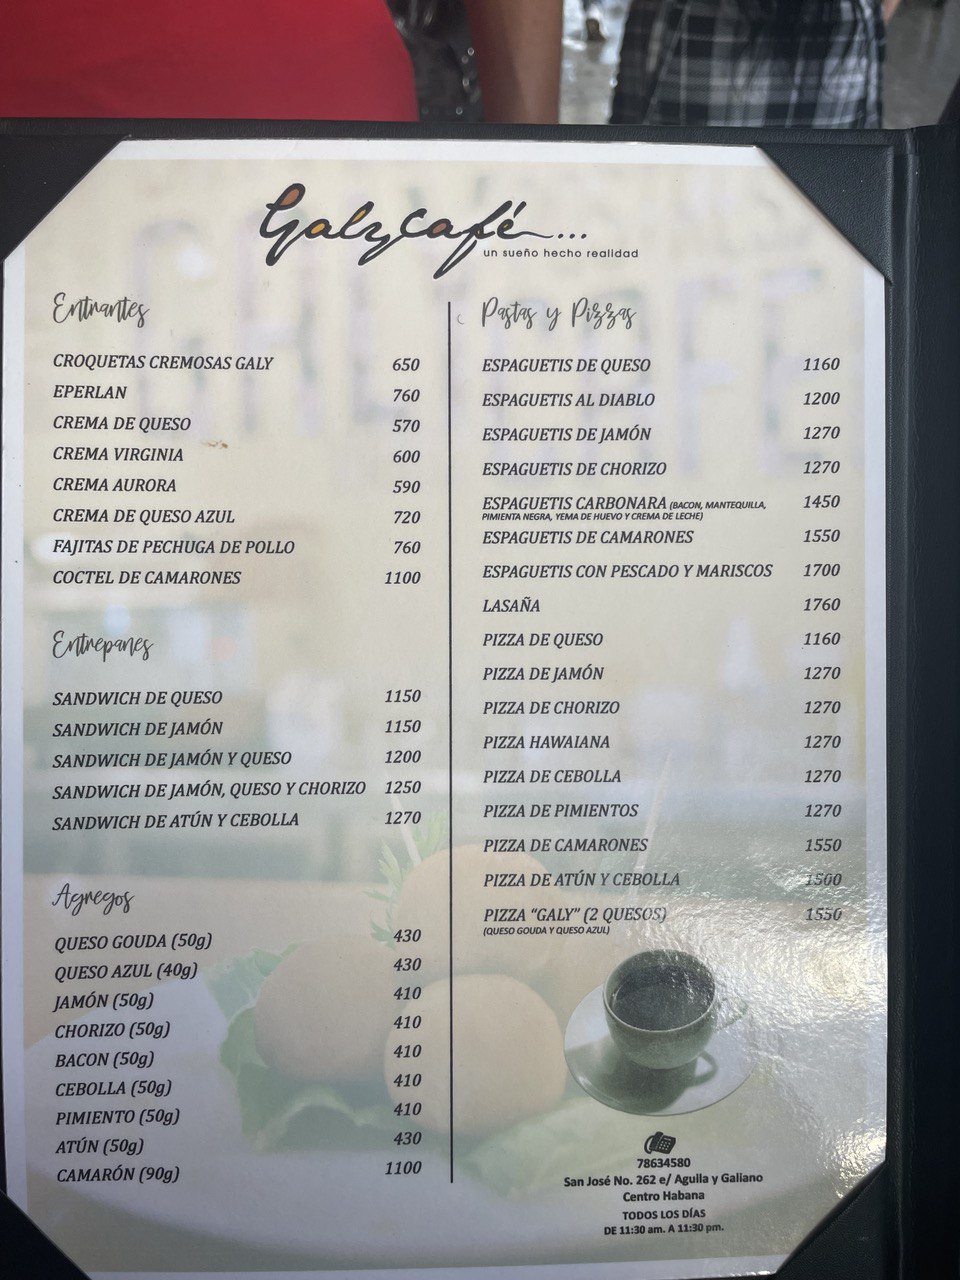 Galy Café...
un sueño hecho realidad
Entrantes
CROQUETAS CREMOSAS GALY 650
EPERLAN 760
CREMA DE QUESO 570
CREMA VIRGINIA 600
CREMA AURORA 590
CREMA DE QUESO AZUL 720
FAJITAS DE PECHUGA DE POLLO 760
COCTEL DE CAMARONES 1100
Entrepanes
SANDWICH DE QUESO 1150
SANDWICH DE JAMÓN 1150
SANDWICH DE JAMÓN Y QUESO 1200
SANDWICH DE JAMÓN, QUESO Y CHORIZO 1250
SANDWICH DE ATÚN Y CEBOLLA 1270
Agregos
QUESO GOUDA (50g) 430
QUESO AZUL (40g) 430
JAMÓN (50g) 410
CHORIZO (50g) 410
BACON (50g) 410
CEBOLLA (50g) 410
PIMIENTO (50g) 410
ATÚN (50g) 430
CAMARÓN (90g) 1100
Pastas y Pizzas
ESPAGUETIS DE QUESO 1160
ESPAGUETIS AL DIABLO 1200
ESPAGUETIS DE JAMÓN 1270
ESPAGUETIS DE CHORIZO 1270
ESPAGUETIS CARBONARA (BACON, MANTEQUILLA, 1450
PIMIENTA NEGRA, YEMA DE HUEVO Y CREMA DE LECHE)
ESPAGUETIS DE CAMARONES 1550
ESPAGUETIS CON PESCADO Y MARISCOS 1700
LASAÑA 1760
PIZZA DE QUESO 1160
PIZZA DE JAMÓN 1270
PIZZA DE CHORIZO 1270
PIZZA HAWAIANA 1270
PIZZA DE CEBOLLA 1270
PIZZA DE PIMIENTOS 1270
PIZZA DE CAMARONES 1550
PIZZA DE ATÚN Y CEBOLLA 1500
PIZZA “GALY” (2 QUESOS) 1550
(QUESO GOUDA Y QUESO AZUL)
78634580
San José No. 262 e/ Aguila y Galiano
Centro Habana
TODOS LOS DÍAS
DE 11:30 am. A 11:30 pm.